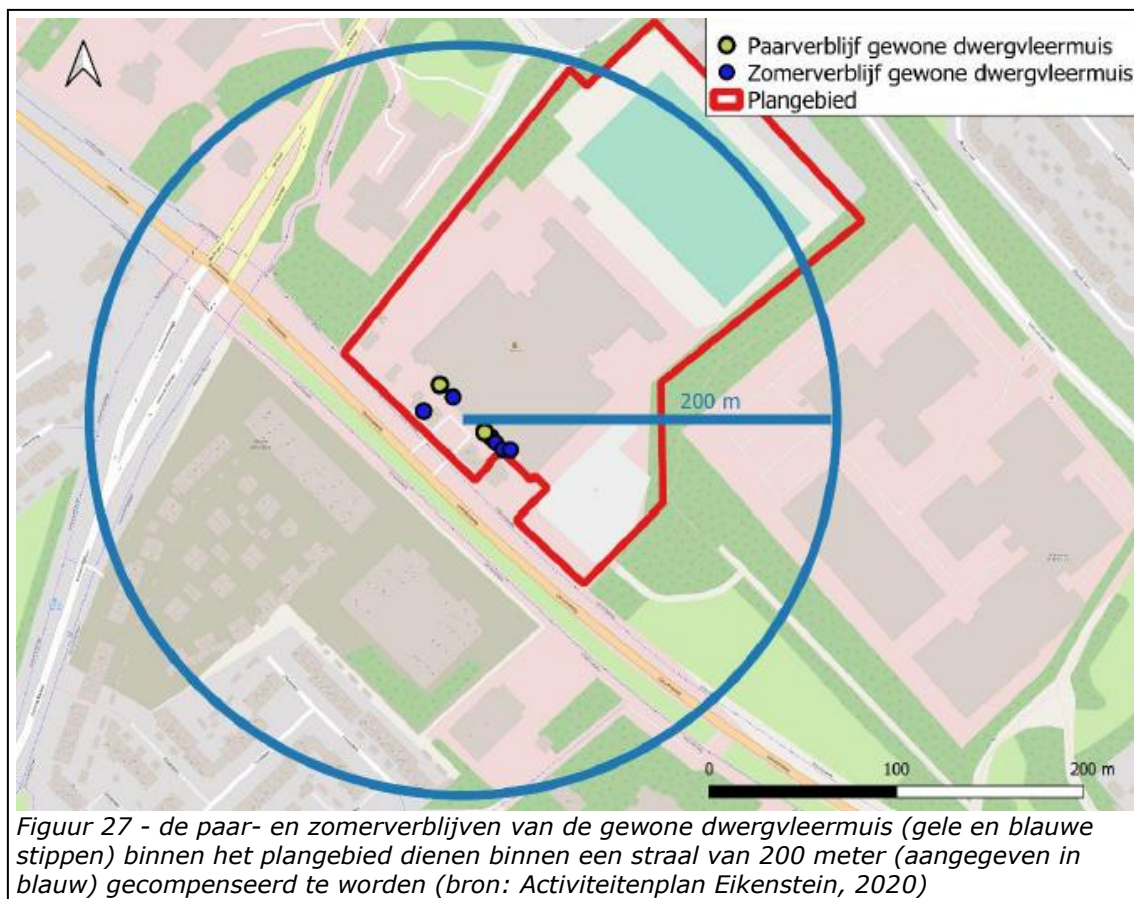 Paarverblijf gewone dwergvleermuis
Zomerverblijf gewone dwergvleermuis
Plangebied
200 m
0 100 200 m
Figuur 27 - de paar- en zomerverblijven van de gewone dwergvleermuis (gele en blauwe
stippen) binnen het plangebied dienen binnen een straal van 200 meter (aangegeven in
blauw) gecompenseerd te worden (bron: Activiteitenplan Eikenstein, 2020)